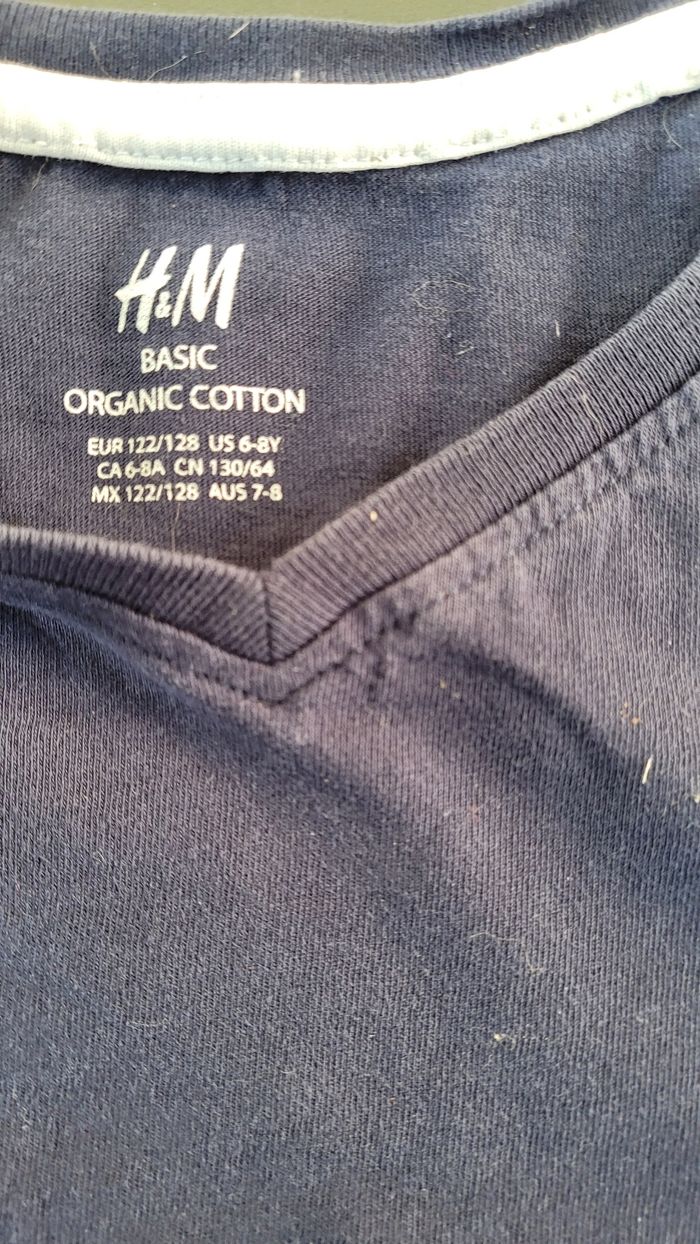 H&M
BASIC
ORGANIC COTTON
EUR 122/128 US 6-8Y
CA 6-8A CN 130/64
MX 122/128 AUS 7-8